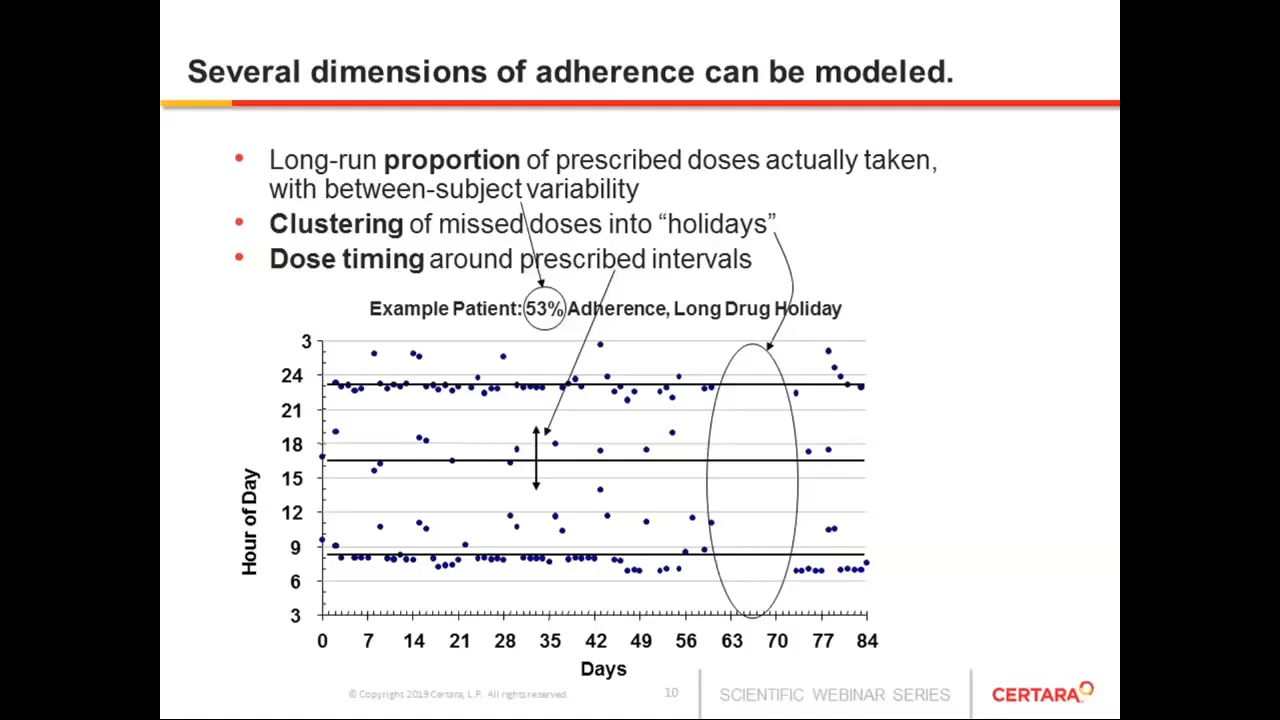 Several dimensions of adherence can be modeled.
• Long-run proportion of prescribed doses actually taken,
with between-subject variability
• Clustering of missed doses into “holidays”
• Dose timing around prescribed intervals
Example Patient: 53% Adherence, Long Drug Holiday
3
24
21
18
15
12
9
6
3
Hour of Day
0 7 14 21 28 35 42 49 56 63 70 77 84
Days
© Copyright 2019 Certara, L.P. All rights reserved.
10
SCIENTIFIC WEBINAR SERIES
CERTARA